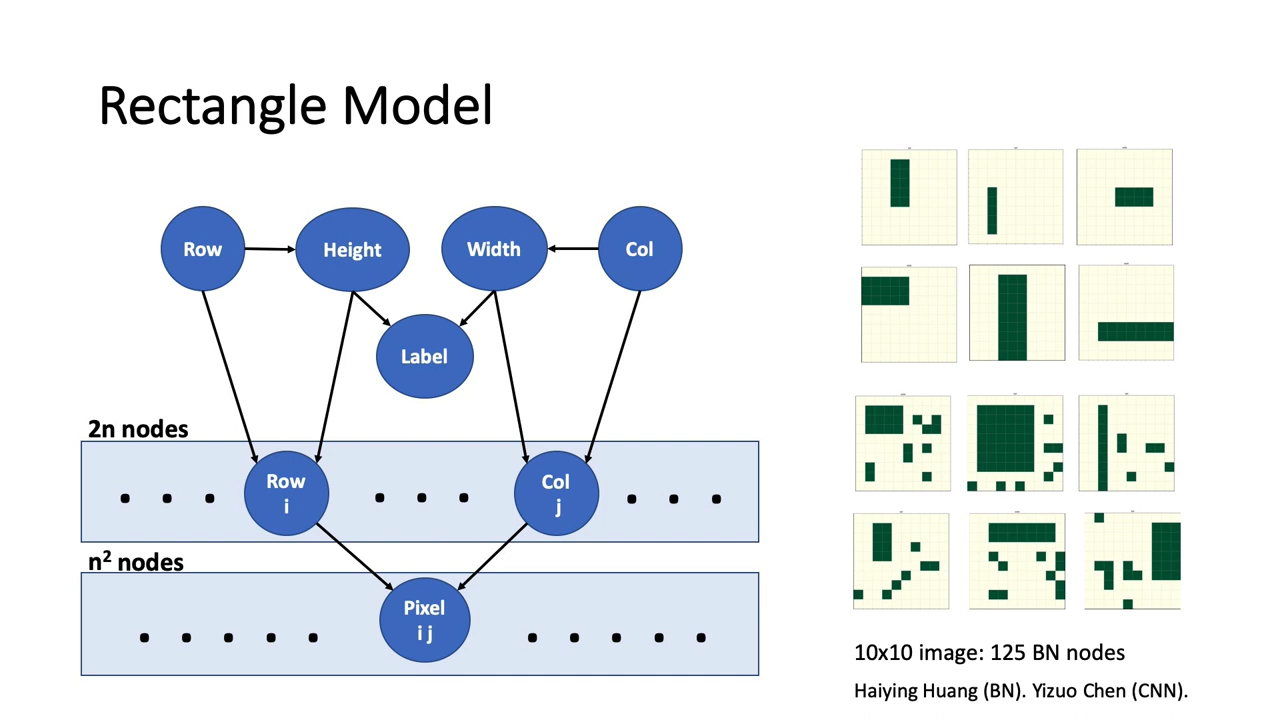 Rectangle Model
Row
Height
Width
Col
Label
2n nodes
Row
i
Col
j
n² nodes
Pixel
i j
10x10 image: 125 BN nodes
Haiying Huang (BN). Yizuo Chen (CNN).